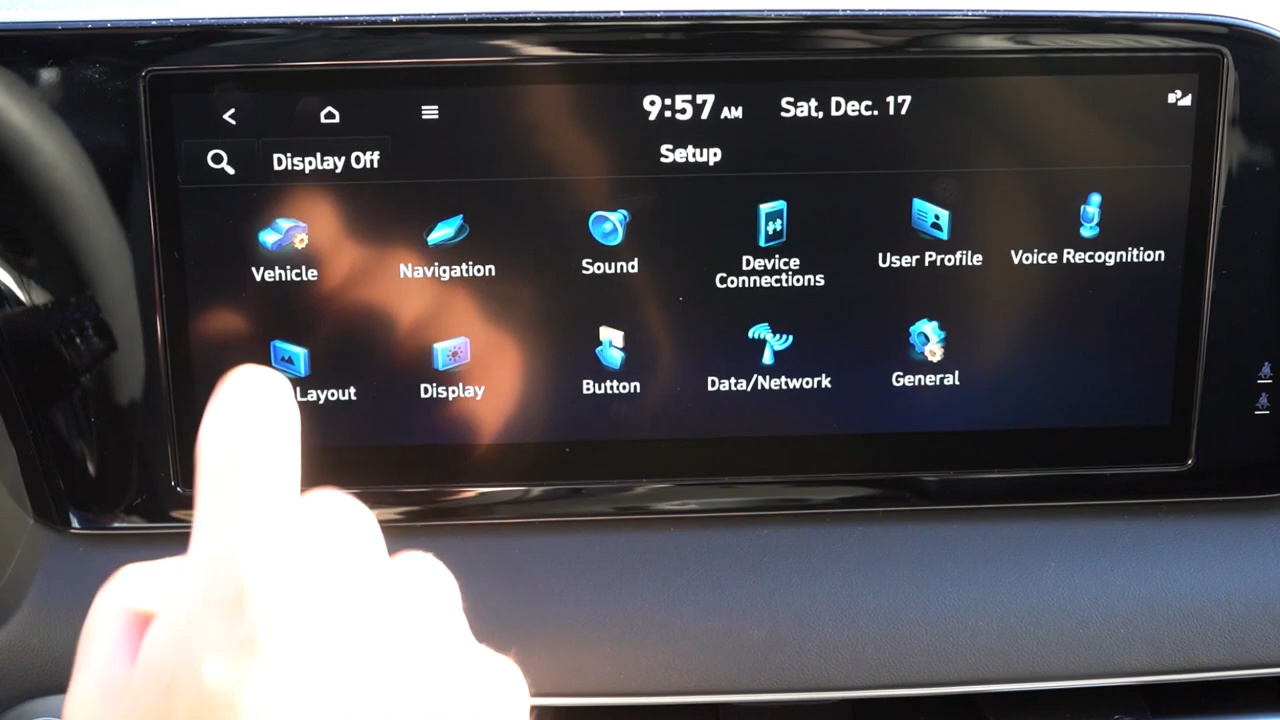 9:57 AM Sat, Dec. 17
Display Off
Setup
Vehicle
Navigation
Sound
Device
Connections
User Profile
Voice Recognition
Layout
Display
Button
Data/Network
General